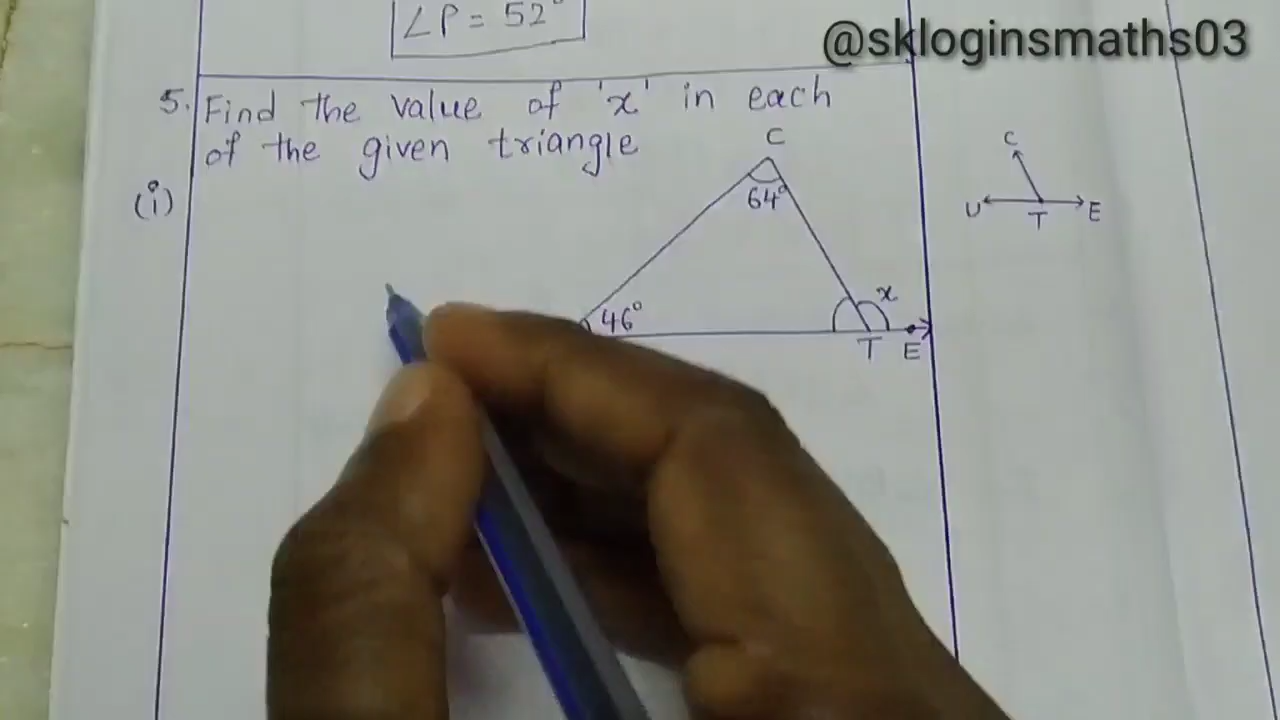 ∠P = 52°
@skloginsmaths03
5. Find the value of 'x' in each
of the given triangle
(i)
C
64°
46°
x
T E
C
U T E